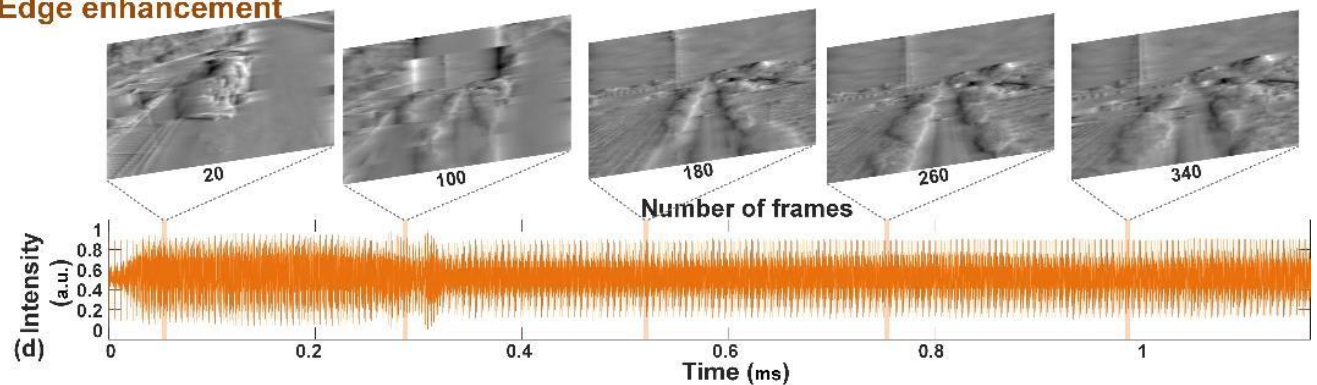 Edge enhancement
20
100
180
260
340
Number of frames
Intensity
(a.u.)
1
0.8
0.6
0.4
0.2
0
(d)
0 0.2 0.4 0.6 0.8 1
Time (ms)